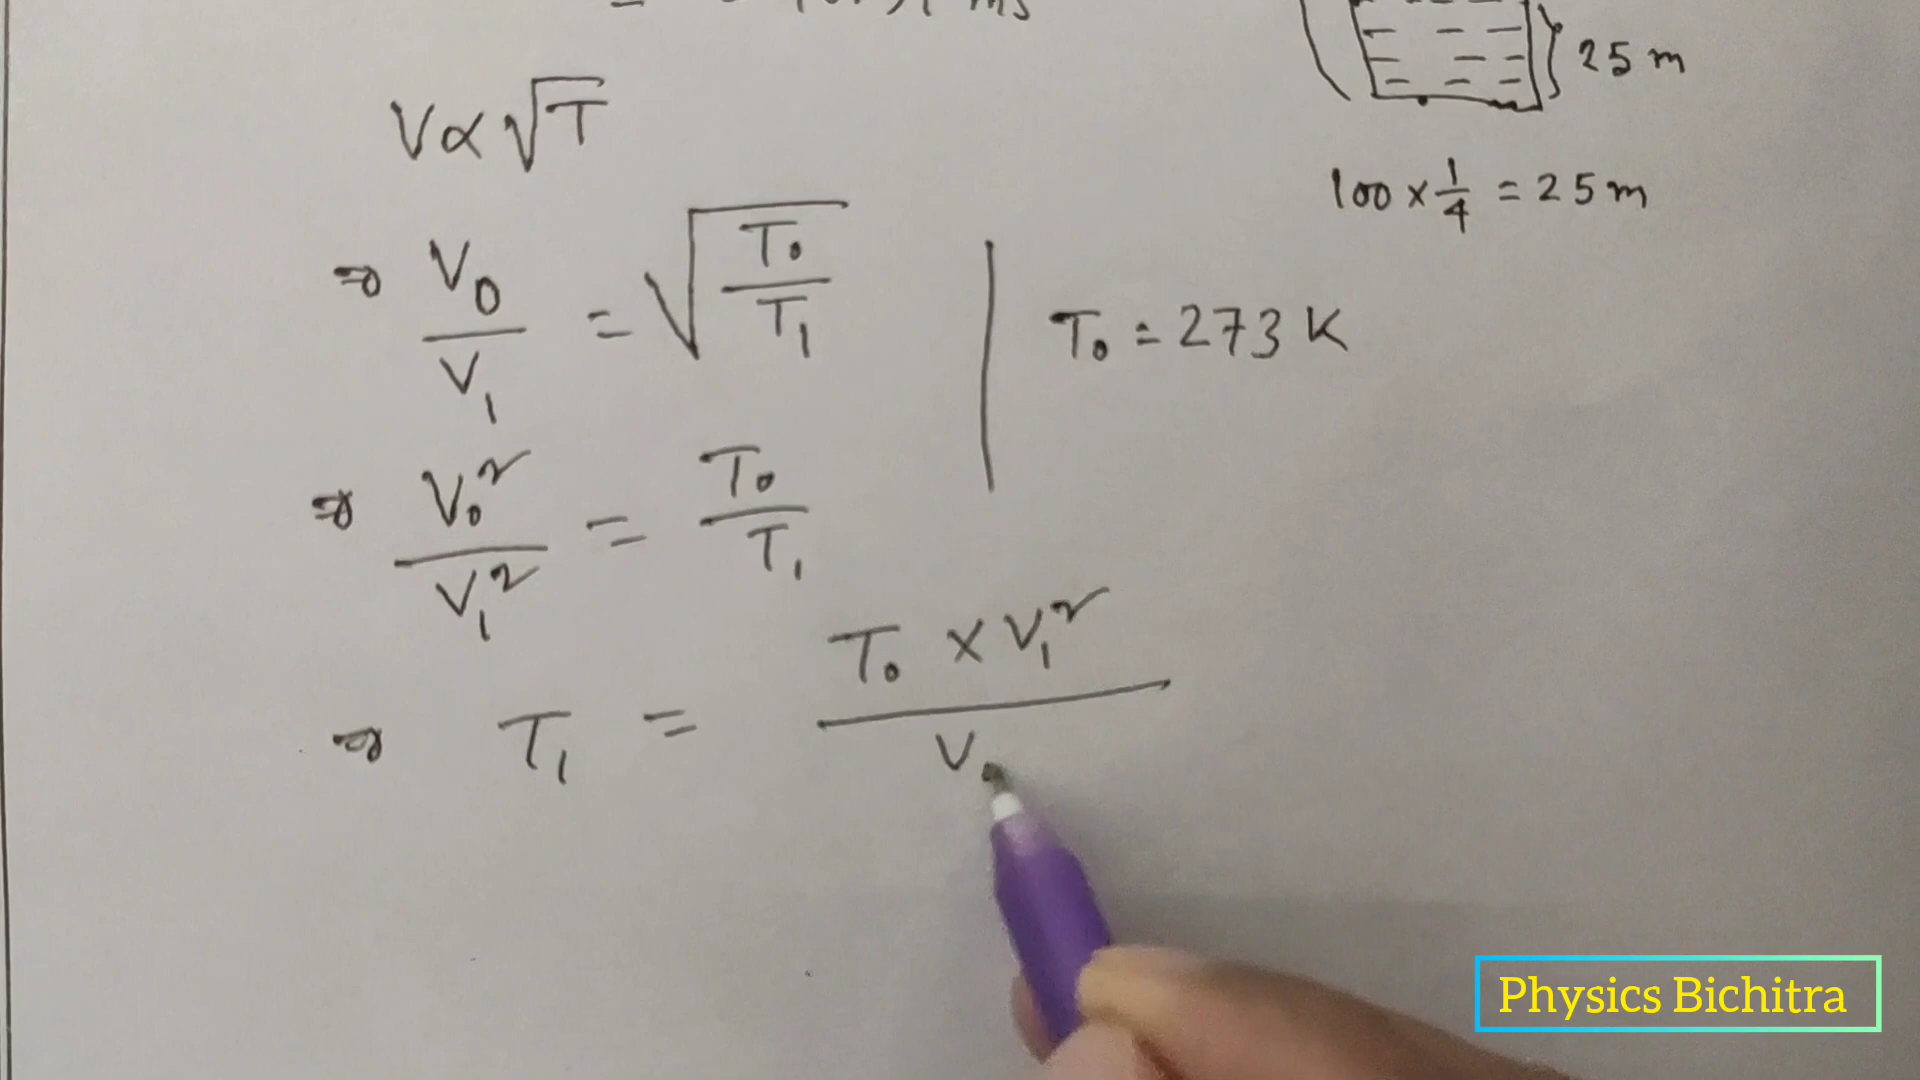 25 m
V∝√T
100 × 1/4 = 25 m
⇒ V₀/V₁ = √(T₀/T₁)
T₀ = 273 K
⇒ V₀²/V₁² = T₀/T₁
⇒ T₁ = T₀ × V₁² / V₀
Physics Bichitra